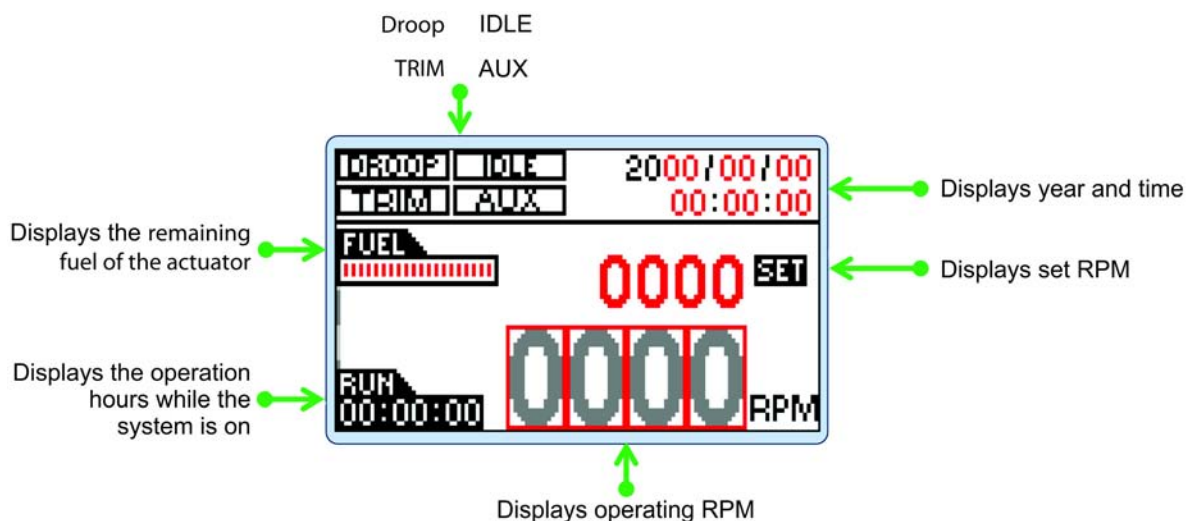 Droop IDLE
TRIM AUX
DROOP IDLE 2000/00/00
TRIM AUX 00:00:00
Displays year and time
Displays the remaining
fuel of the actuator
FUEL
0000 SET
Displays set RPM
Displays the operation
hours while the
system is on
RUN
00:00:00
0000 RPM
Displays operating RPM